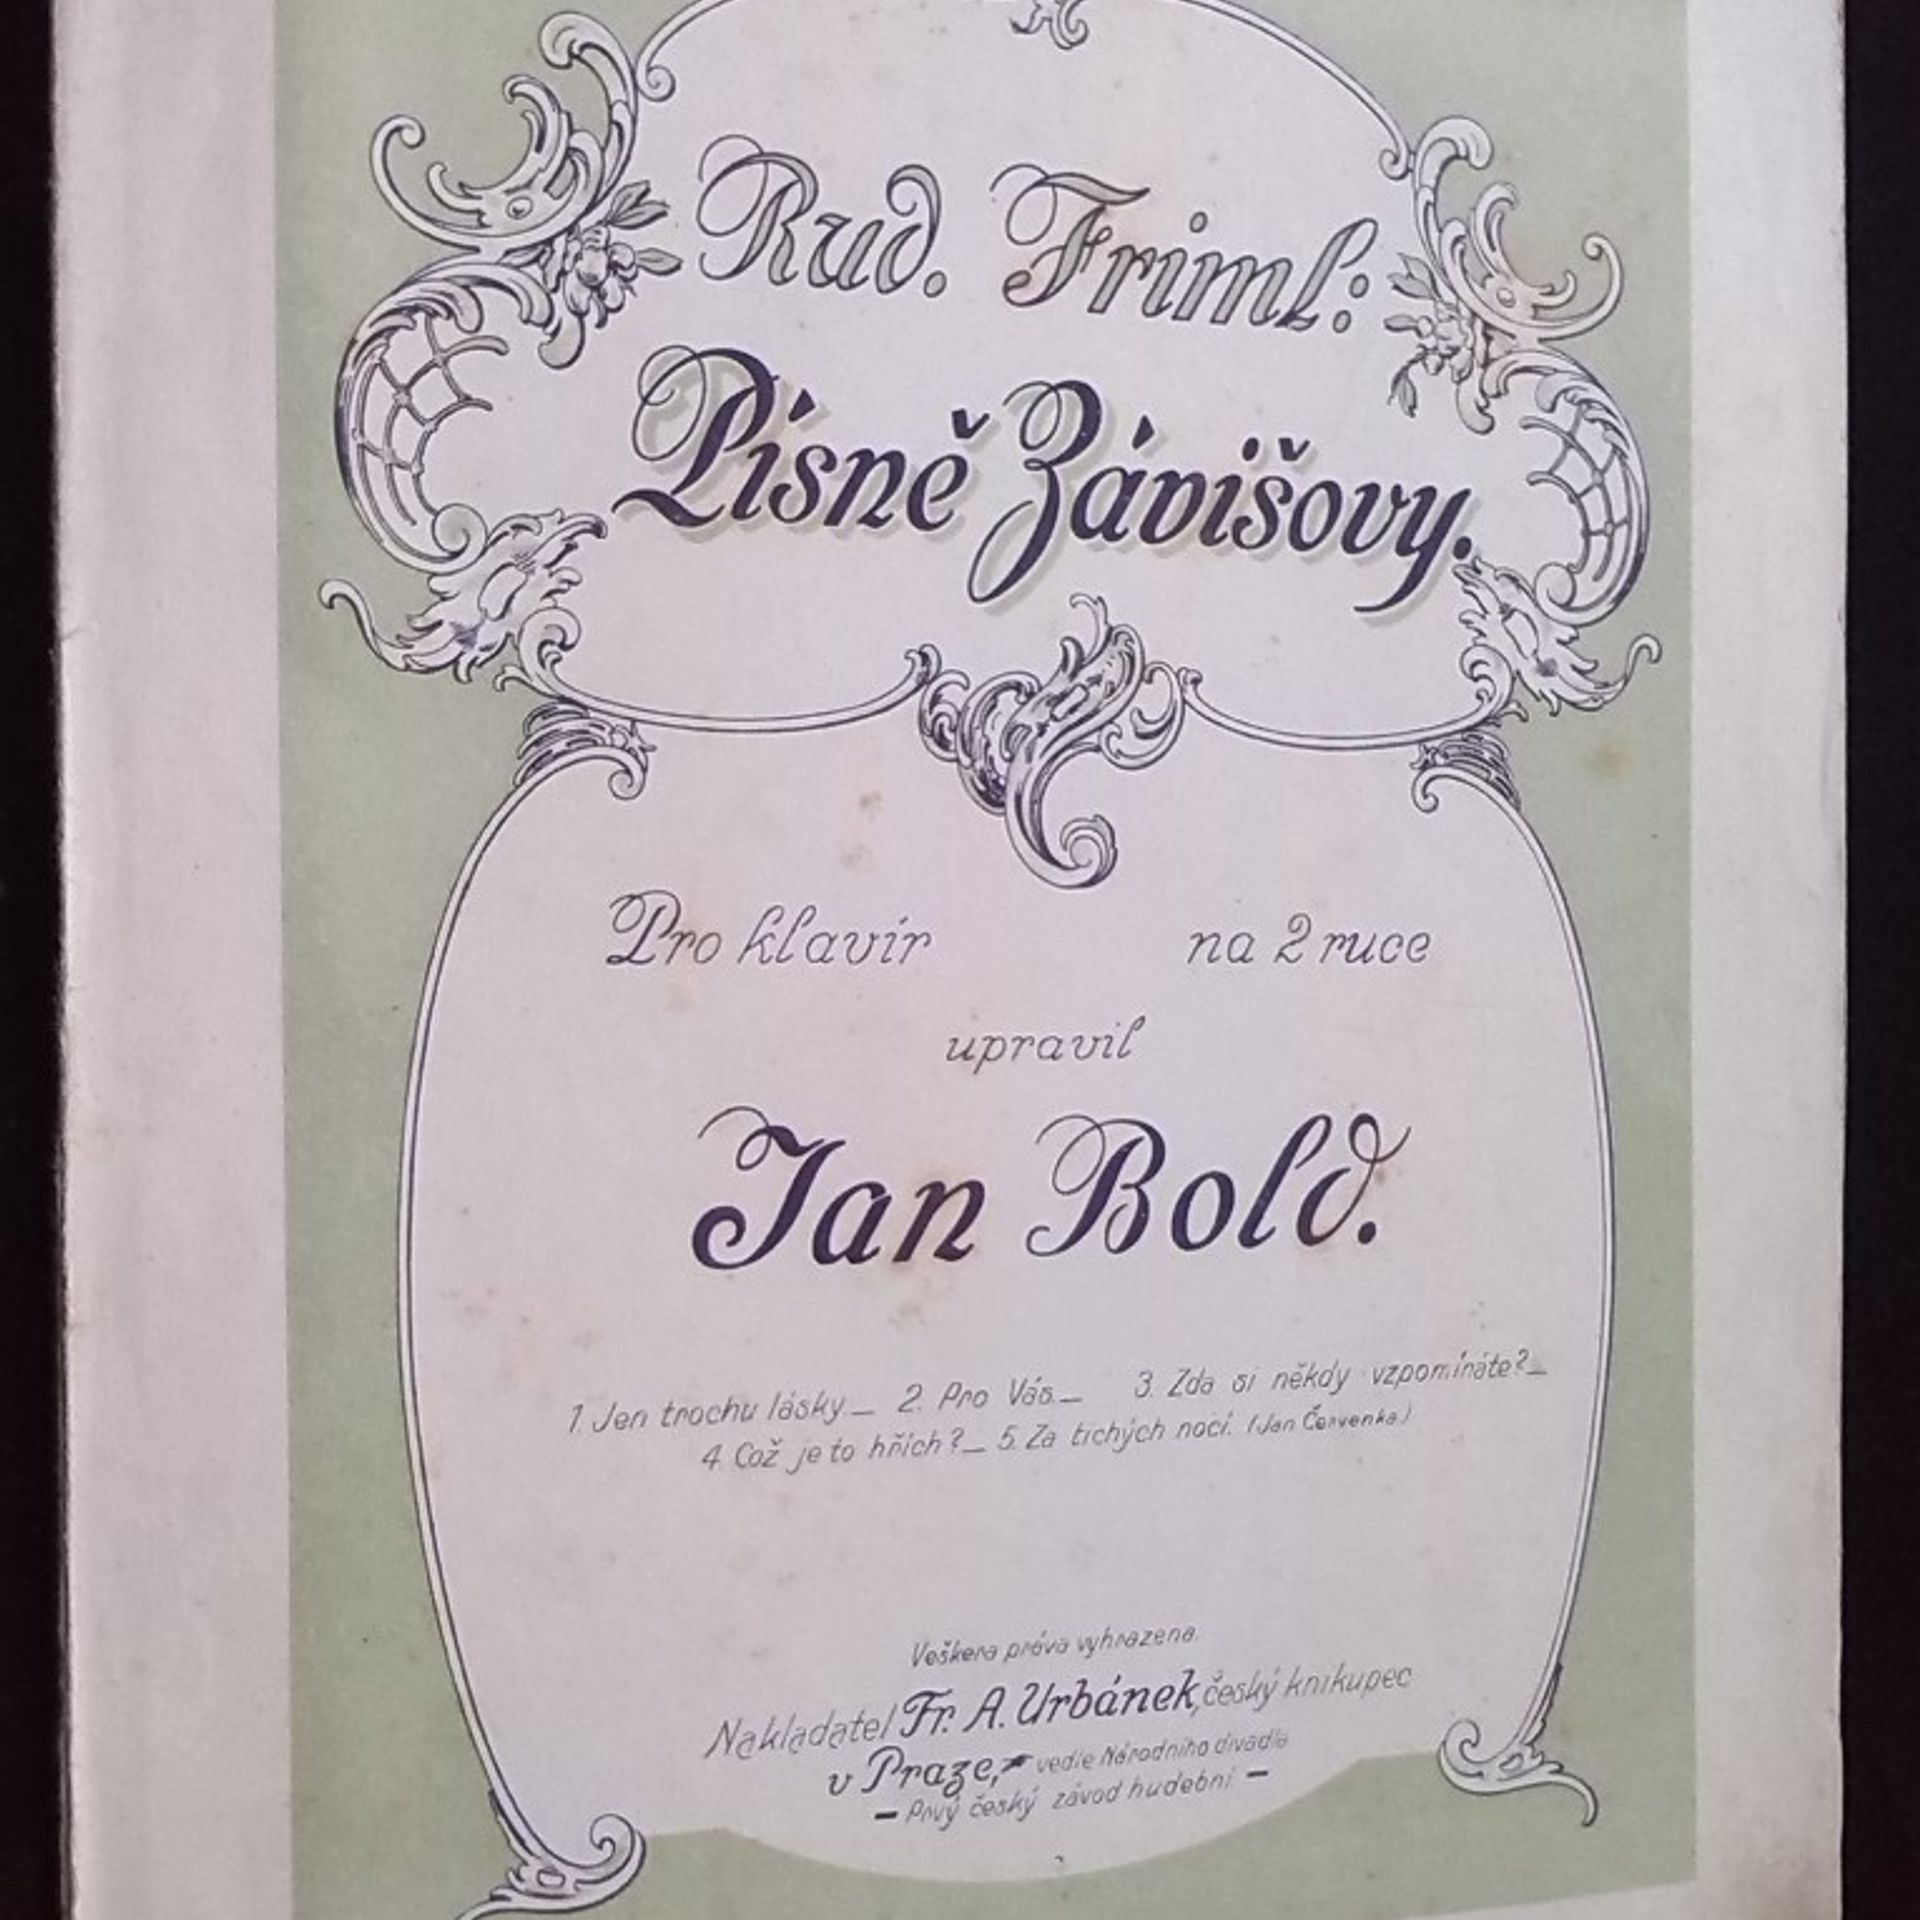 Rud. Friml:
Písně Závišovy.
Pro klavír na 2 ruce
upravil
Jan Bold.
1. Jen trochu lásky. _ 2. Pro Vás. _ 3. Zda si někdy vzpomínáte? _
4. Což je to hřích? _ 5. Za tichých nocí. (Jan Červenka)
Veškera práva vyhrazena.
Nakladatel Fr. A. Urbánek, český knihkupec
v Praze, vedle Národního divadla
- Prvý český závod hudební -